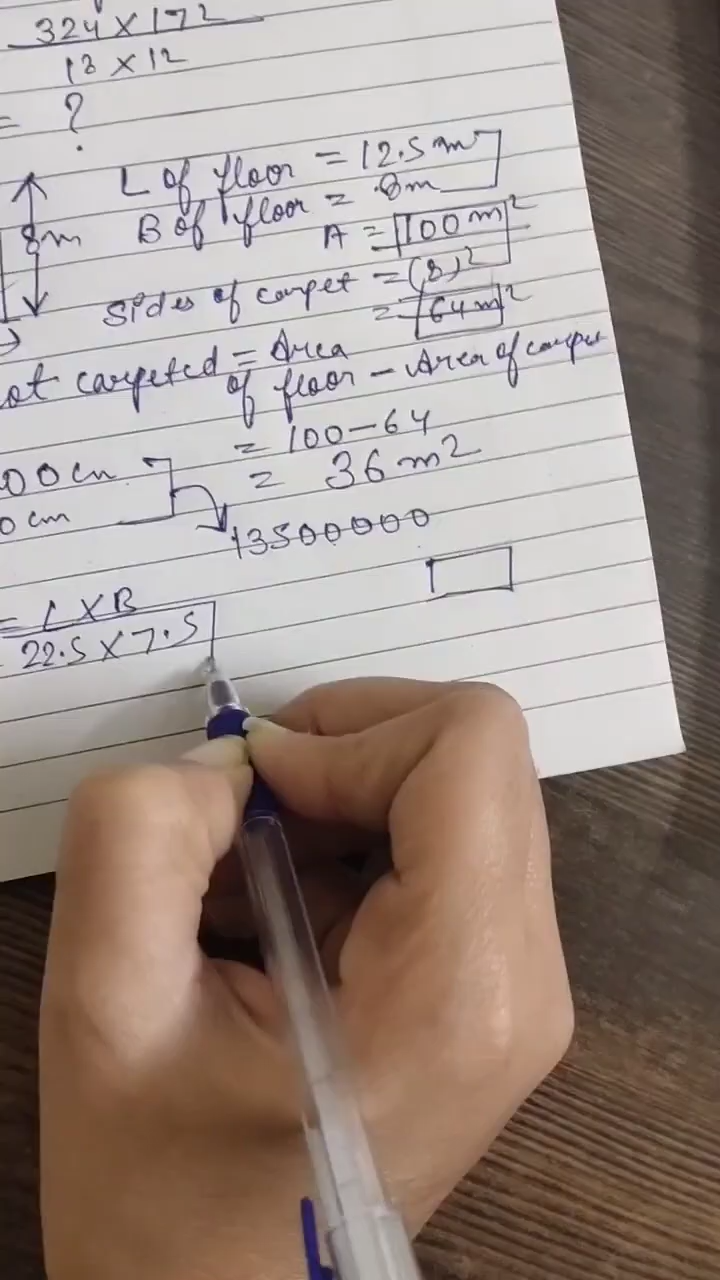 324 X 172
18 X 12
= ?
L of floor = 12.5 m
8m
B of floor = 8m
A = 100 m²
Sides of carpet = (8)²
= 64 m²
ot carpeted = Area
of floor – Area of carpet
= 100 – 64
= 36 m²
00 cm
0 cm
13500000
= L X B
22.5 X 7.5